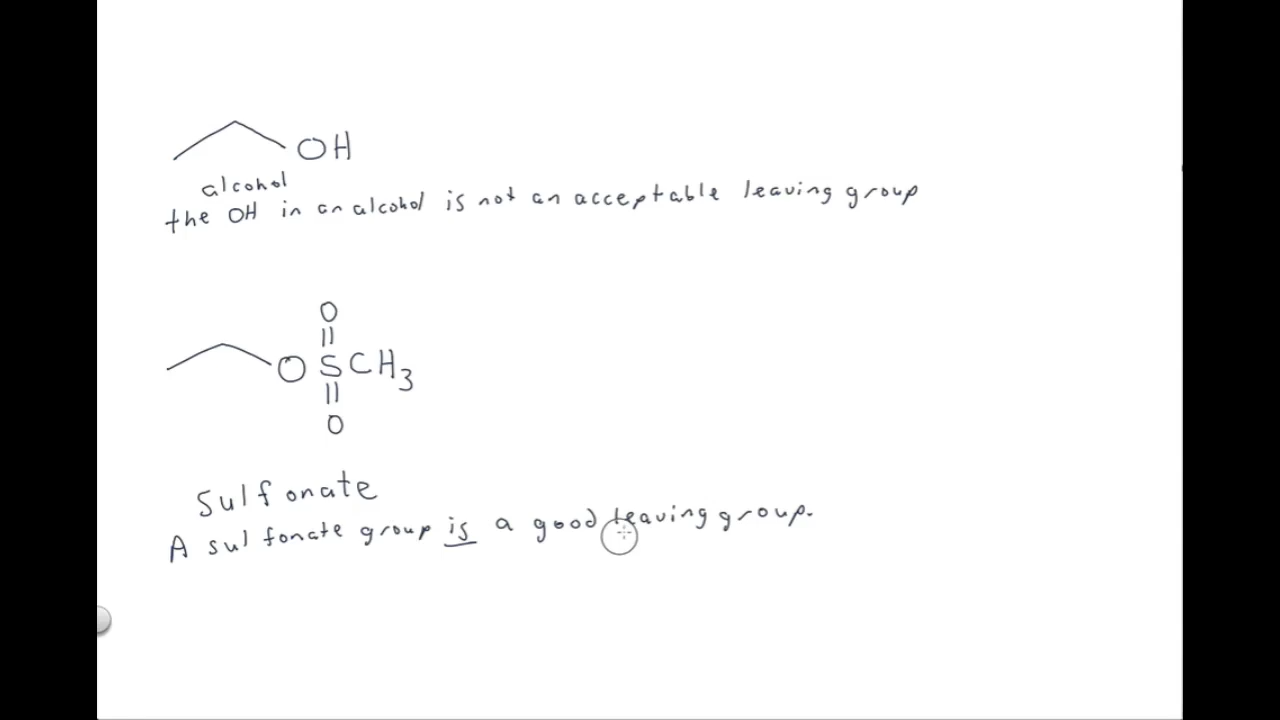 OH
alcohol
the OH in an alcohol is not an acceptable leaving group
O
||
O S CH3
||
O
Sulfonate
A sulfonate group is a good leaving group.